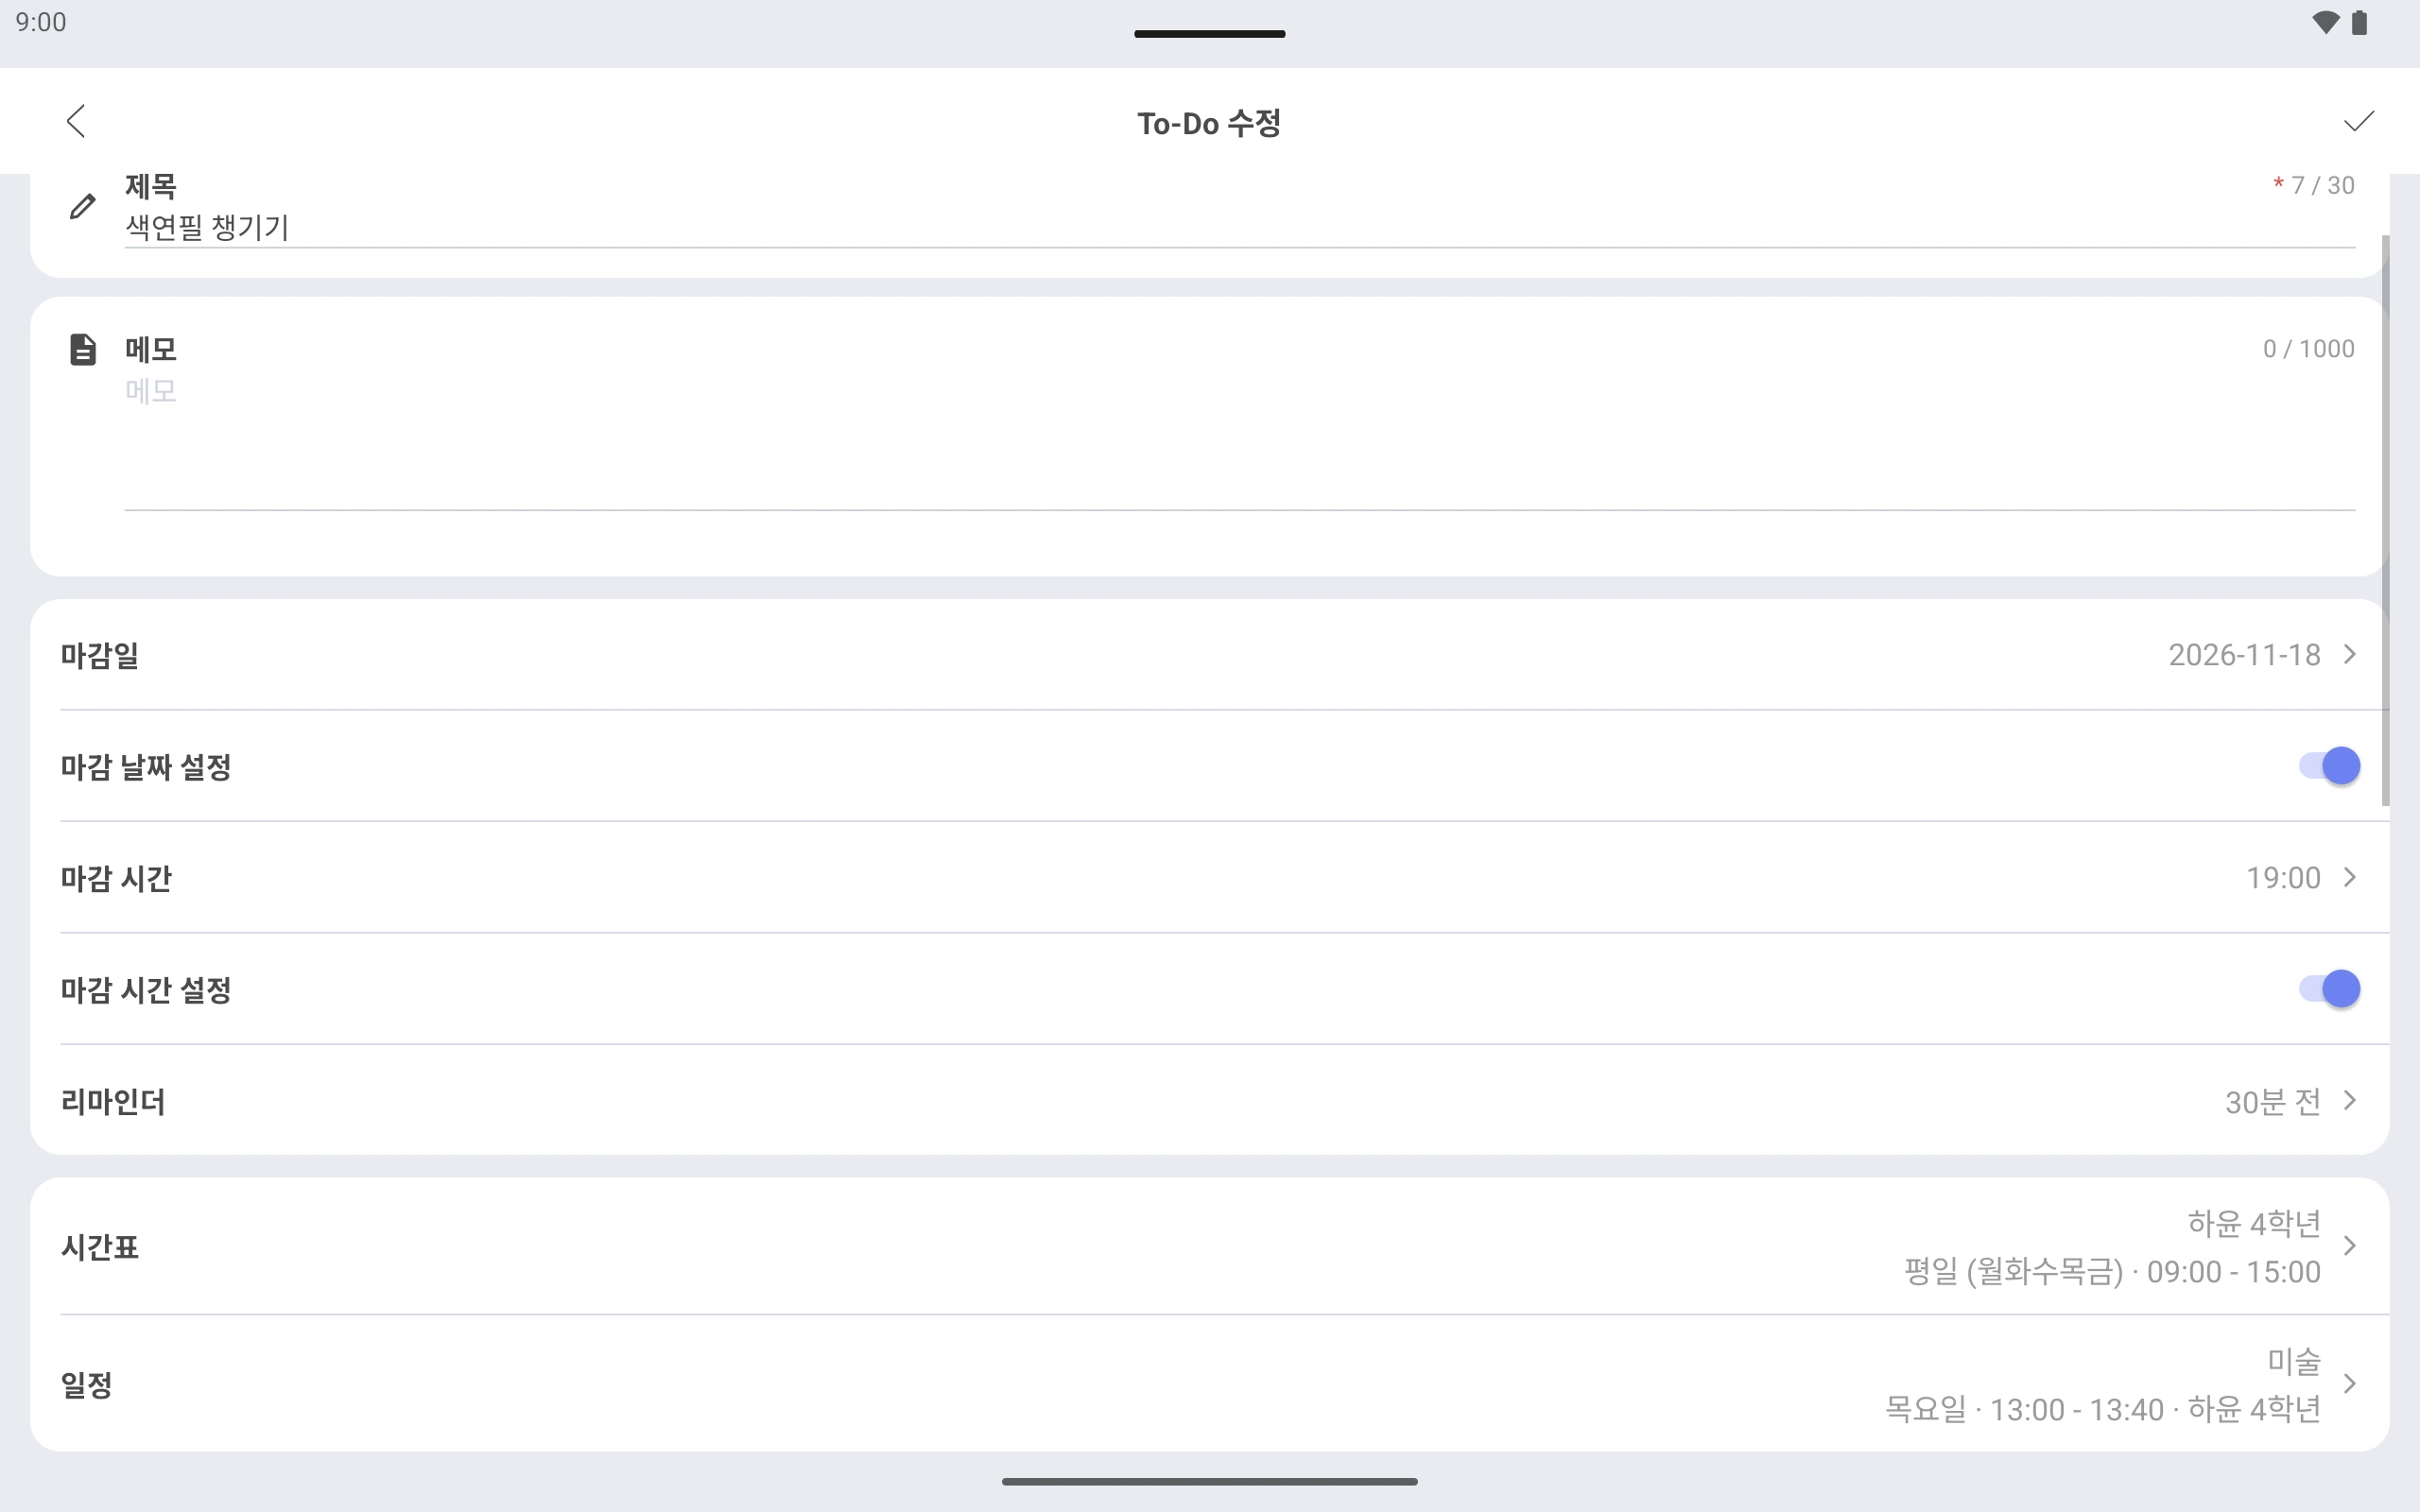 9:00
To-Do 수정
제목
* 7 / 30
색연필 챙기기
메모
0 / 1000
메모
마감일
2026-11-18
마감 날짜 설정
마감 시간
19:00
마감 시간 설정
리마인더
30분 전
시간표
하윤 4학년
평일 (월화수목금) · 09:00 - 15:00
일정
미술
목요일 · 13:00 - 13:40 · 하윤 4학년